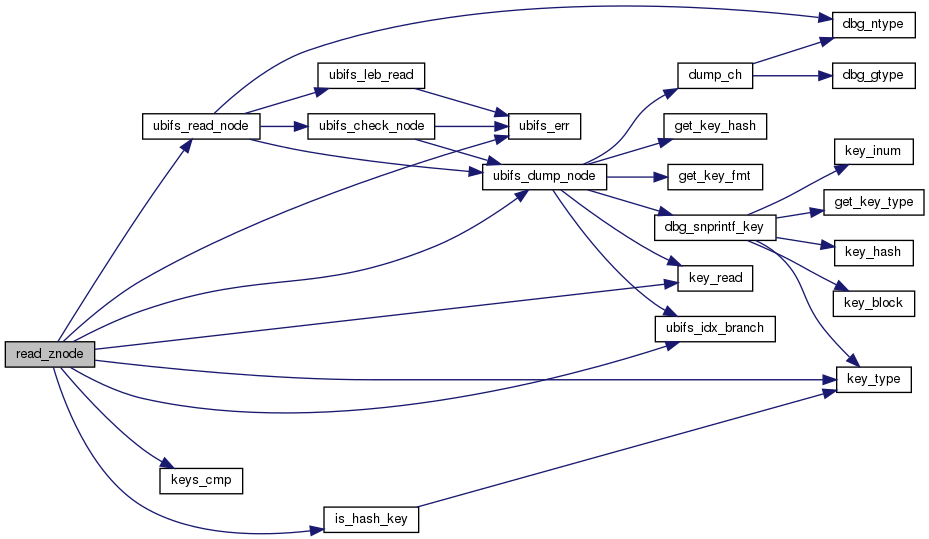 dbg_ntype
ubifs_leb_read
dump_ch
dbg_gtype
ubifs_read_node
ubifs_check_node
ubifs_err
get_key_hash
key_inum
ubifs_dump_node
get_key_fmt
get_key_type
dbg_snprintf_key
key_hash
key_read
key_block
ubifs_idx_branch
read_znode
key_type
keys_cmp
is_hash_key